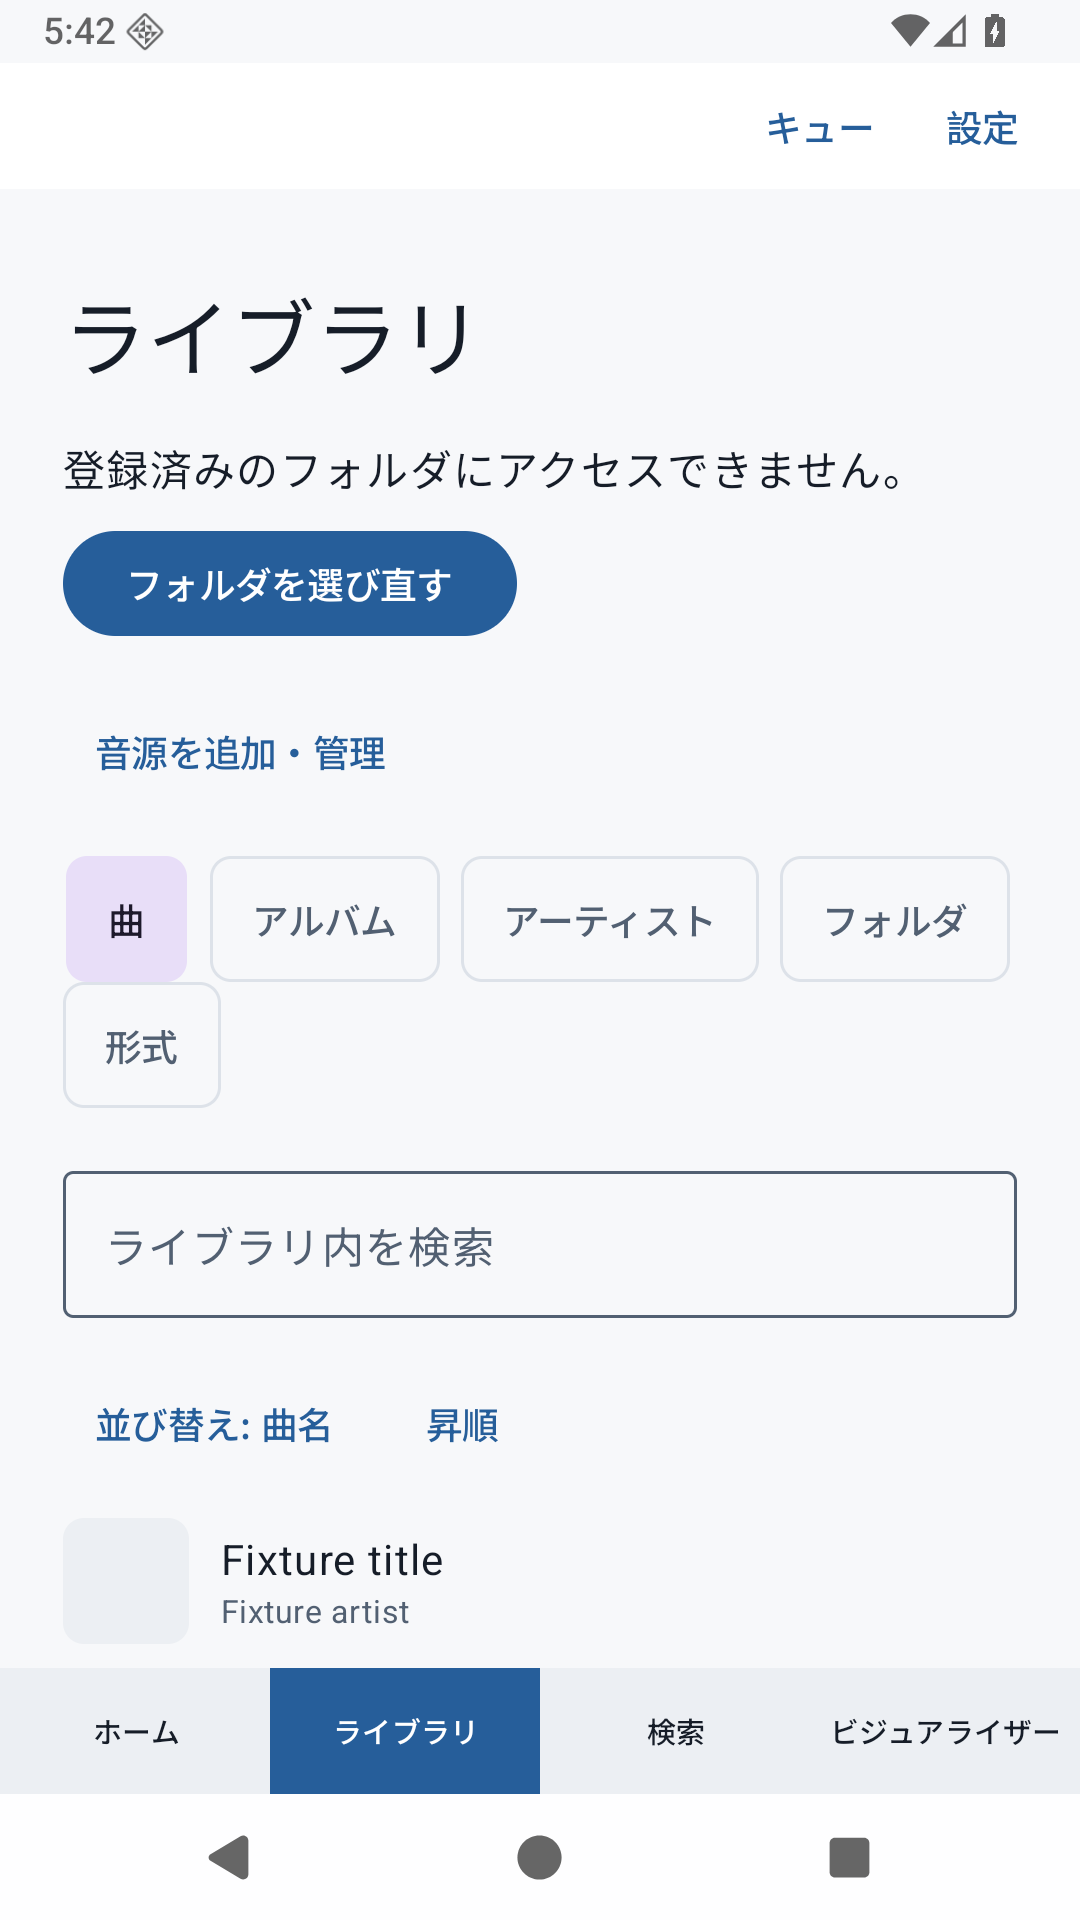 5:42
キュー 設定
ライブラリ
登録済みのフォルダにアクセスできません。
フォルダを選び直す
音源を追加・管理
曲 アルバム アーティスト フォルダ
形式
ライブラリ内を検索
並び替え: 曲名 昇順
Fixture title
Fixture artist
ホーム ライブラリ 検索 ビジュアライザー